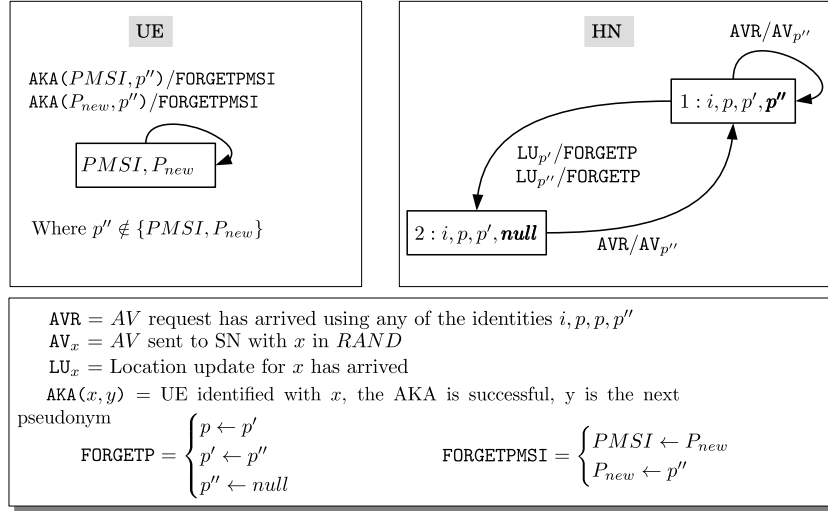 UE
AKA(PMSI, p'')/FORGETPMSI
AKA(P_new, p'')/FORGETPMSI
PMSI, P_new
Where p'' ∉ {PMSI, P_new}
HN
AVR/AV_p''
1 : i, p, p', p''
LU_p'/FORGETP
LU_p''/FORGETP
2 : i, p, p', null
AVR/AV_p''
AVR = AV request has arrived using any of the identities i, p, p, p''
AV_x = AV sent to SN with x in RAND
LU_x = Location update for x has arrived
AKA(x, y) = UE identified with x, the AKA is successful, y is the next
pseudonym
FORGETP = { p ← p'
p' ← p''
p'' ← null
FORGETPMSI = { PMSI ← P_new
P_new ← p''